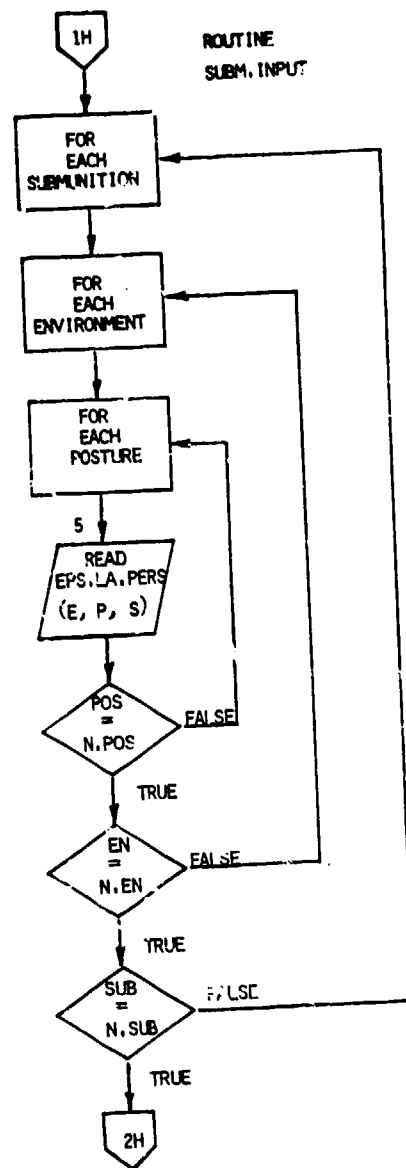 1H
ROUTINE
SUBM.INPUT
FOR
EACH
SUBMUNITION
FOR
EACH
ENVIRONMENT
FOR
EACH
POSTURE
5
READ
EPS.LA.PERS
(E, P, S)
POS
=
N.POS
FALSE
TRUE
EN
=
N.EN
FALSE
TRUE
SUB
=
N.SUB
FALSE
TRUE
2H